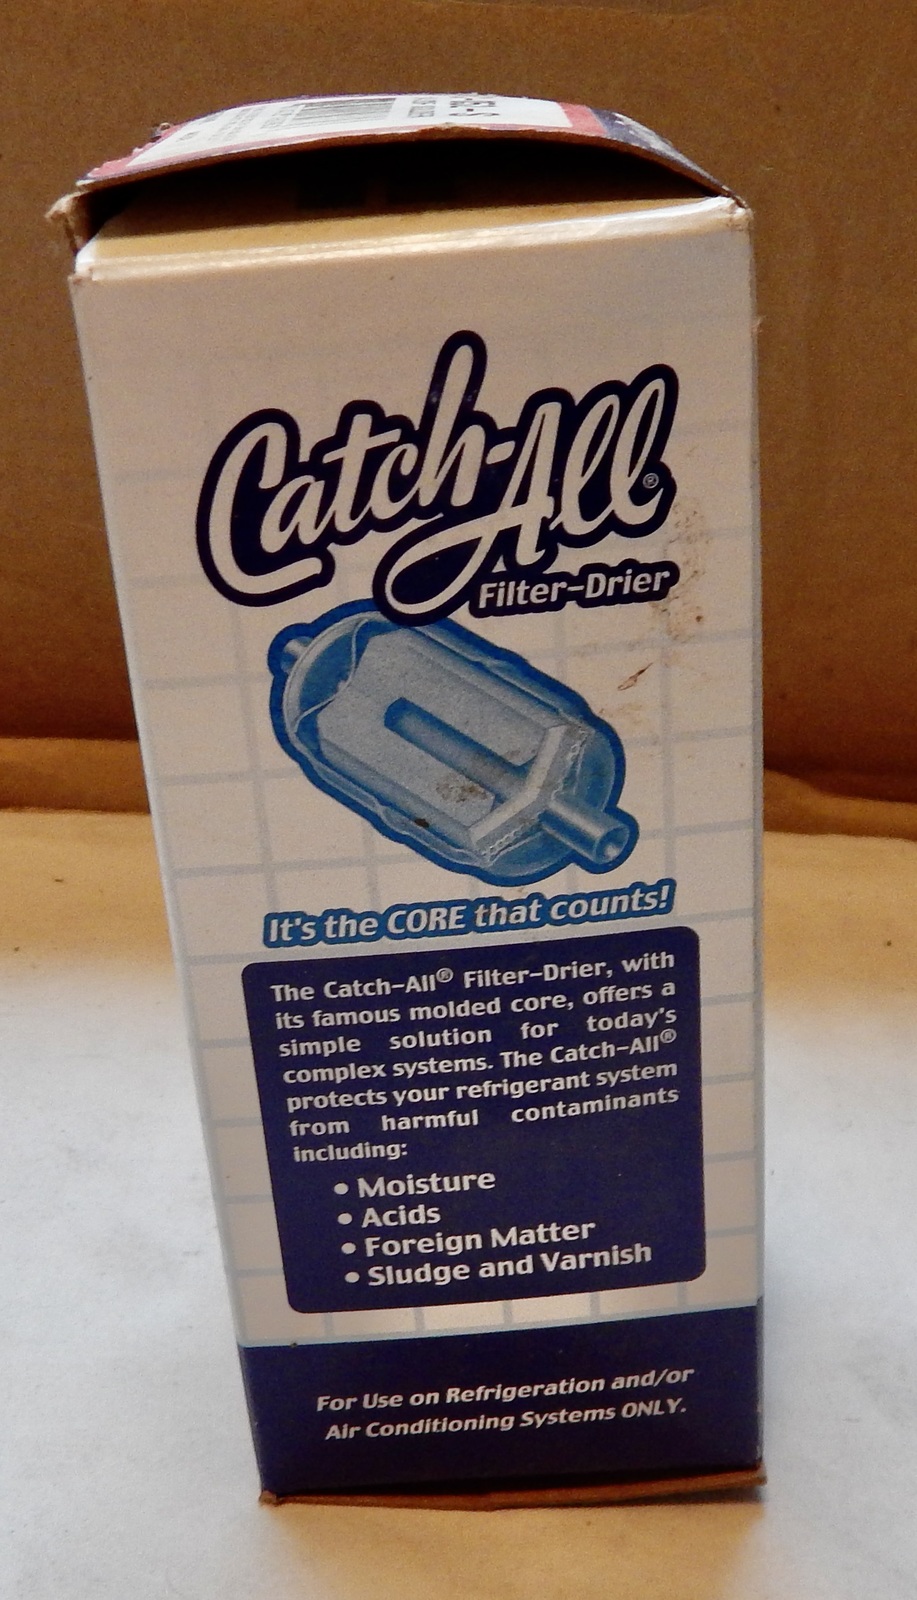 Catch-All®
Filter-Drier
It's the CORE that counts!
The Catch-All® Filter-Drier, with
its famous molded core, offers a
simple solution for today's
complex systems. The Catch-All®
protects your refrigerant system
from harmful contaminants
including:
• Moisture
• Acids
• Foreign Matter
• Sludge and Varnish
For Use on Refrigeration and/or
Air Conditioning Systems ONLY.